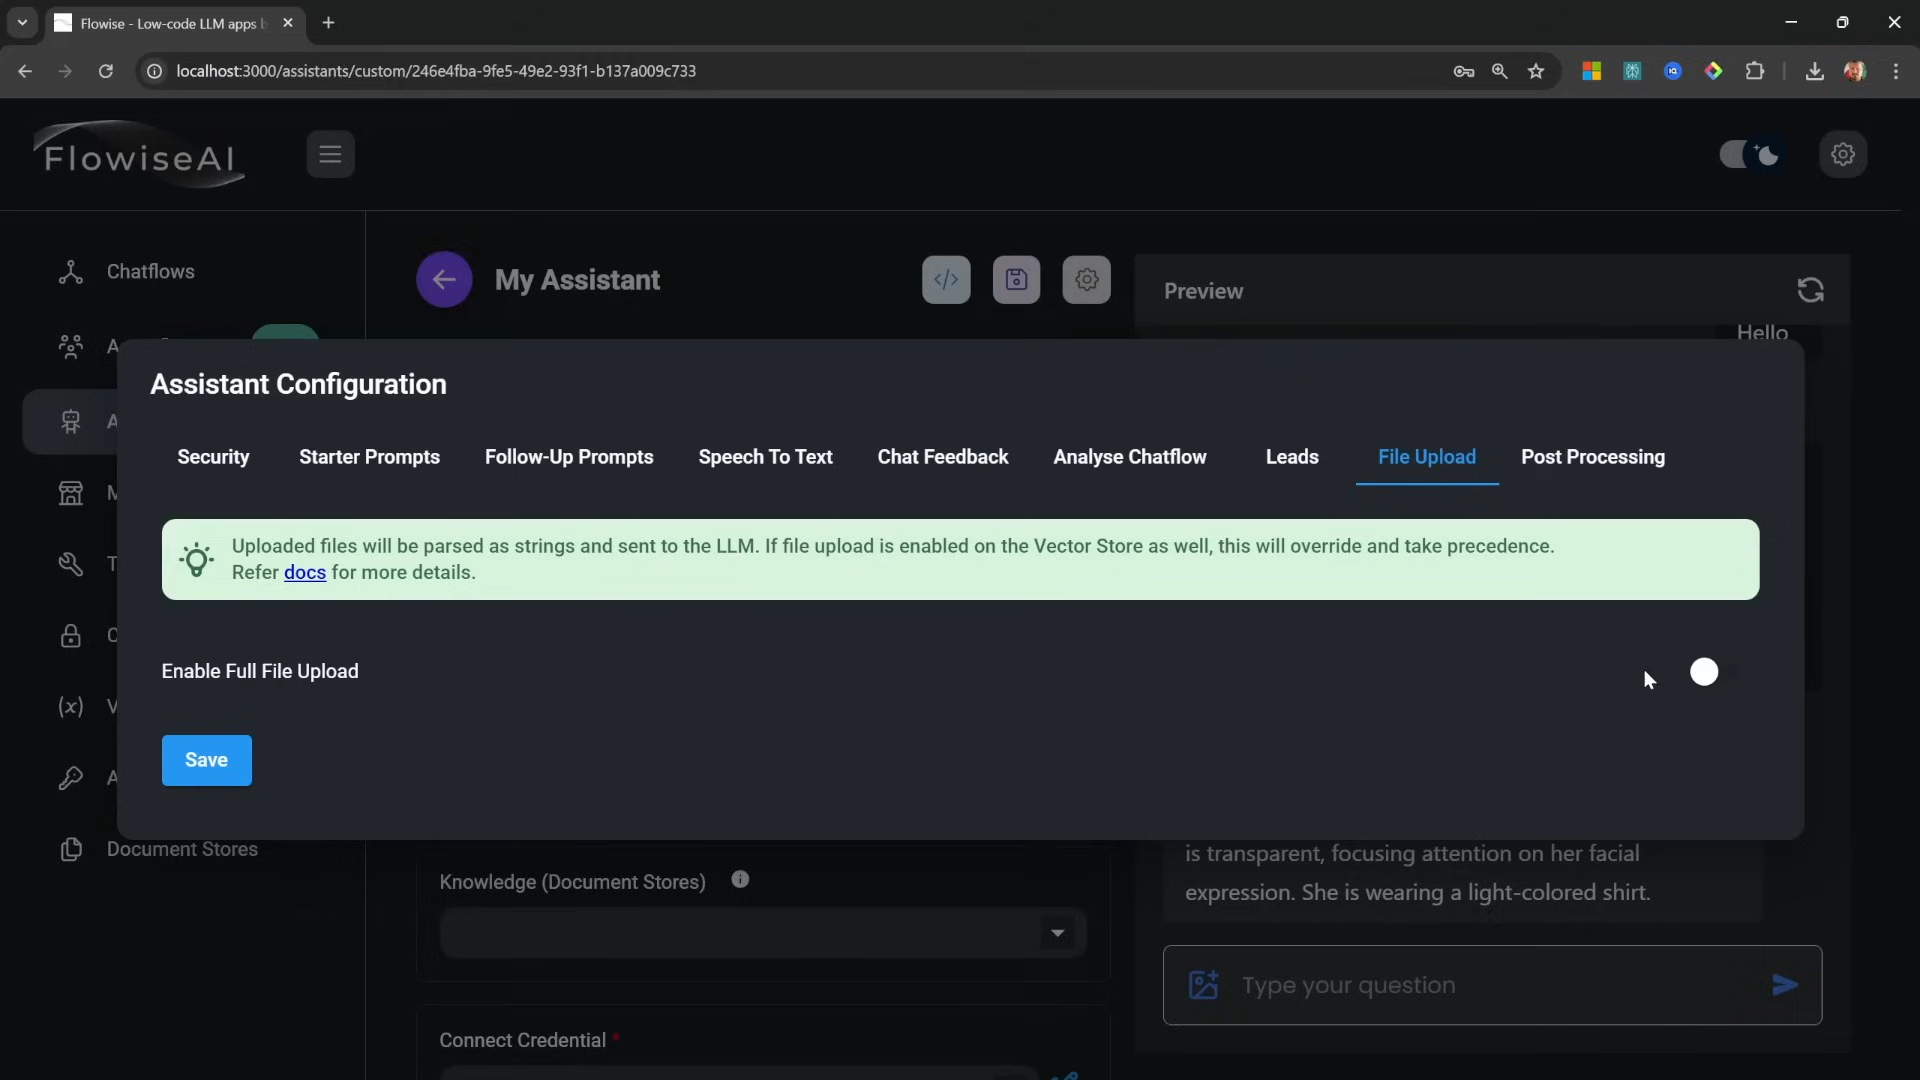 Flowise - Low-code LLM apps b
localhost:3000/assistants/custom/246e4fba-9fe5-49e2-93f1-b137a009c733
FlowiseAI
Chatflows
A
A
M
T
C
V
A
Document Stores
My Assistant
Preview
Hello
Assistant Configuration
Security Starter Prompts Follow-Up Prompts Speech To Text Chat Feedback Analyse Chatflow Leads File Upload Post Processing
Uploaded files will be parsed as strings and sent to the LLM. If file upload is enabled on the Vector Store as well, this will override and take precedence.
Refer docs for more details.
Enable Full File Upload
Save
Knowledge (Document Stores)
Connect Credential *
is transparent, focusing attention on her facial
expression. She is wearing a light-colored shirt.
Type your question